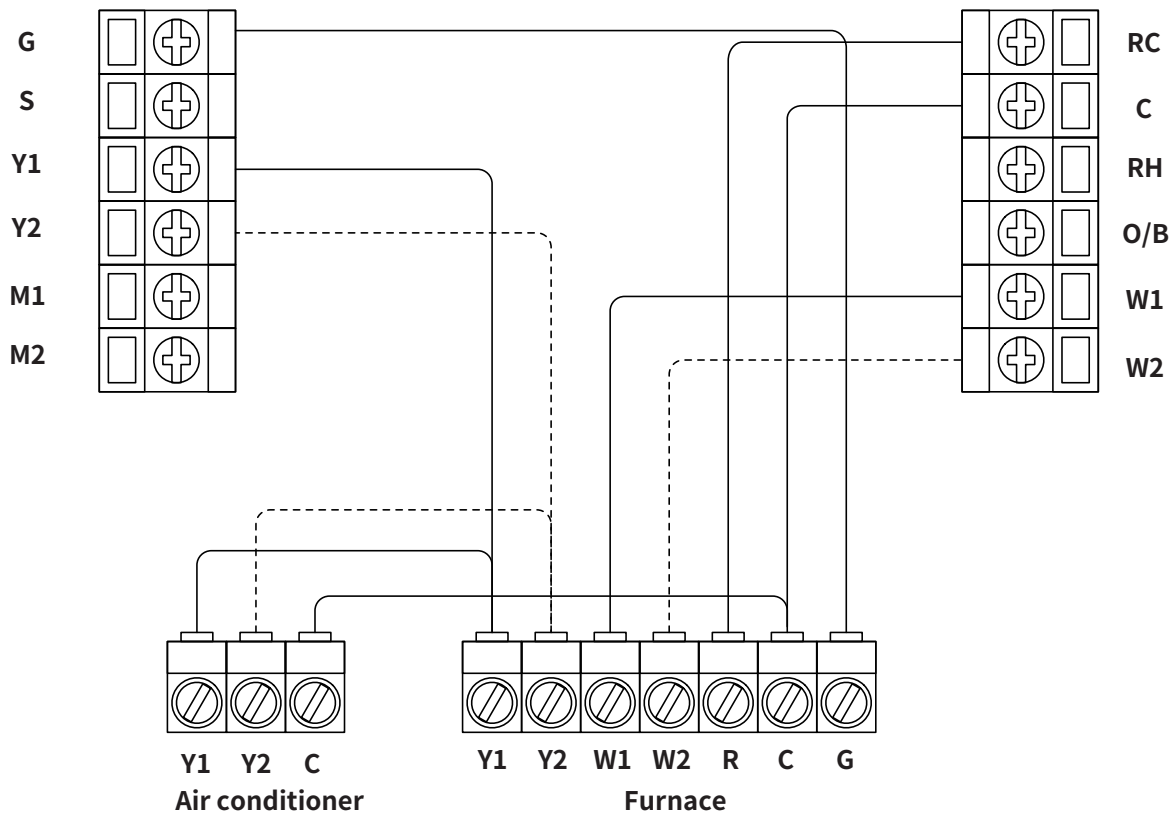 G
S
Y1
Y2
M1
M2
RC
C
RH
O/B
W1
W2
Y1 Y2 C
Air conditioner
Y1 Y2 W1 W2 R C G
Furnace